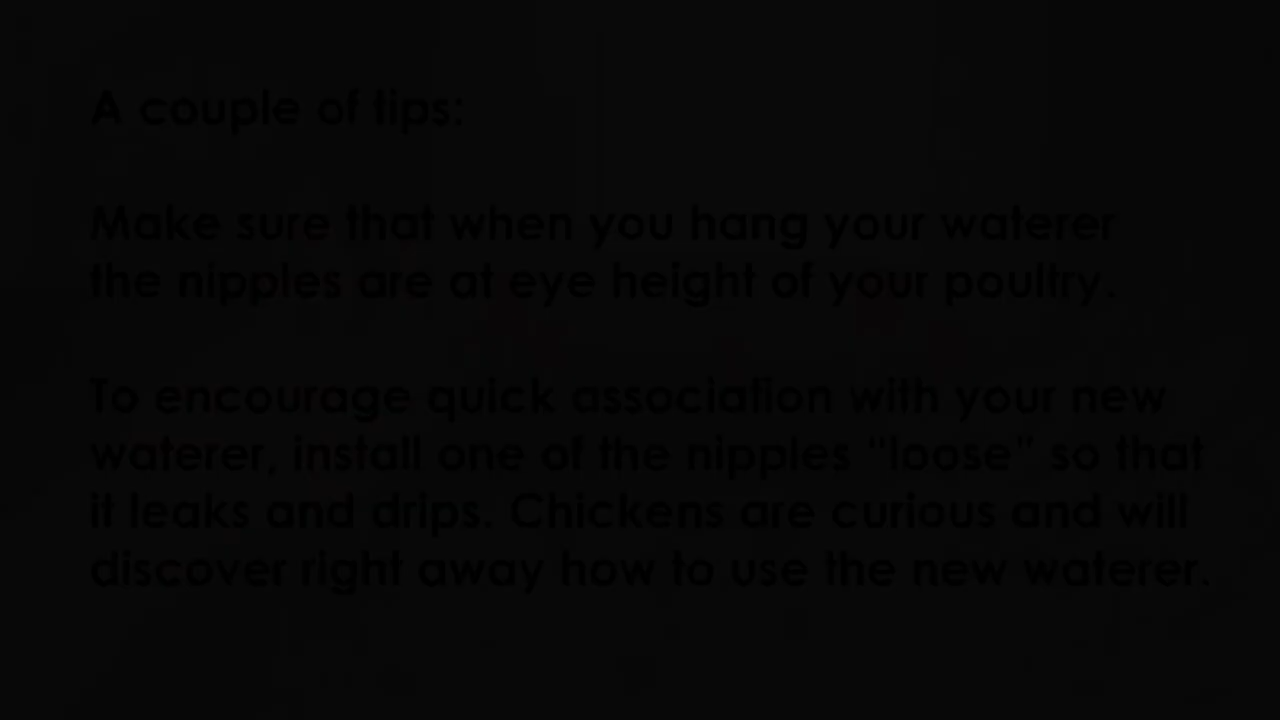 A couple of tips:
Make sure that when you hang your waterer
the nipples are at eye height of your poultry.
To encourage quick association with your new
waterer, install one of the nipples "loose" so that
it leaks and drips. Chickens are curious and will
discover right away how to use the new waterer.